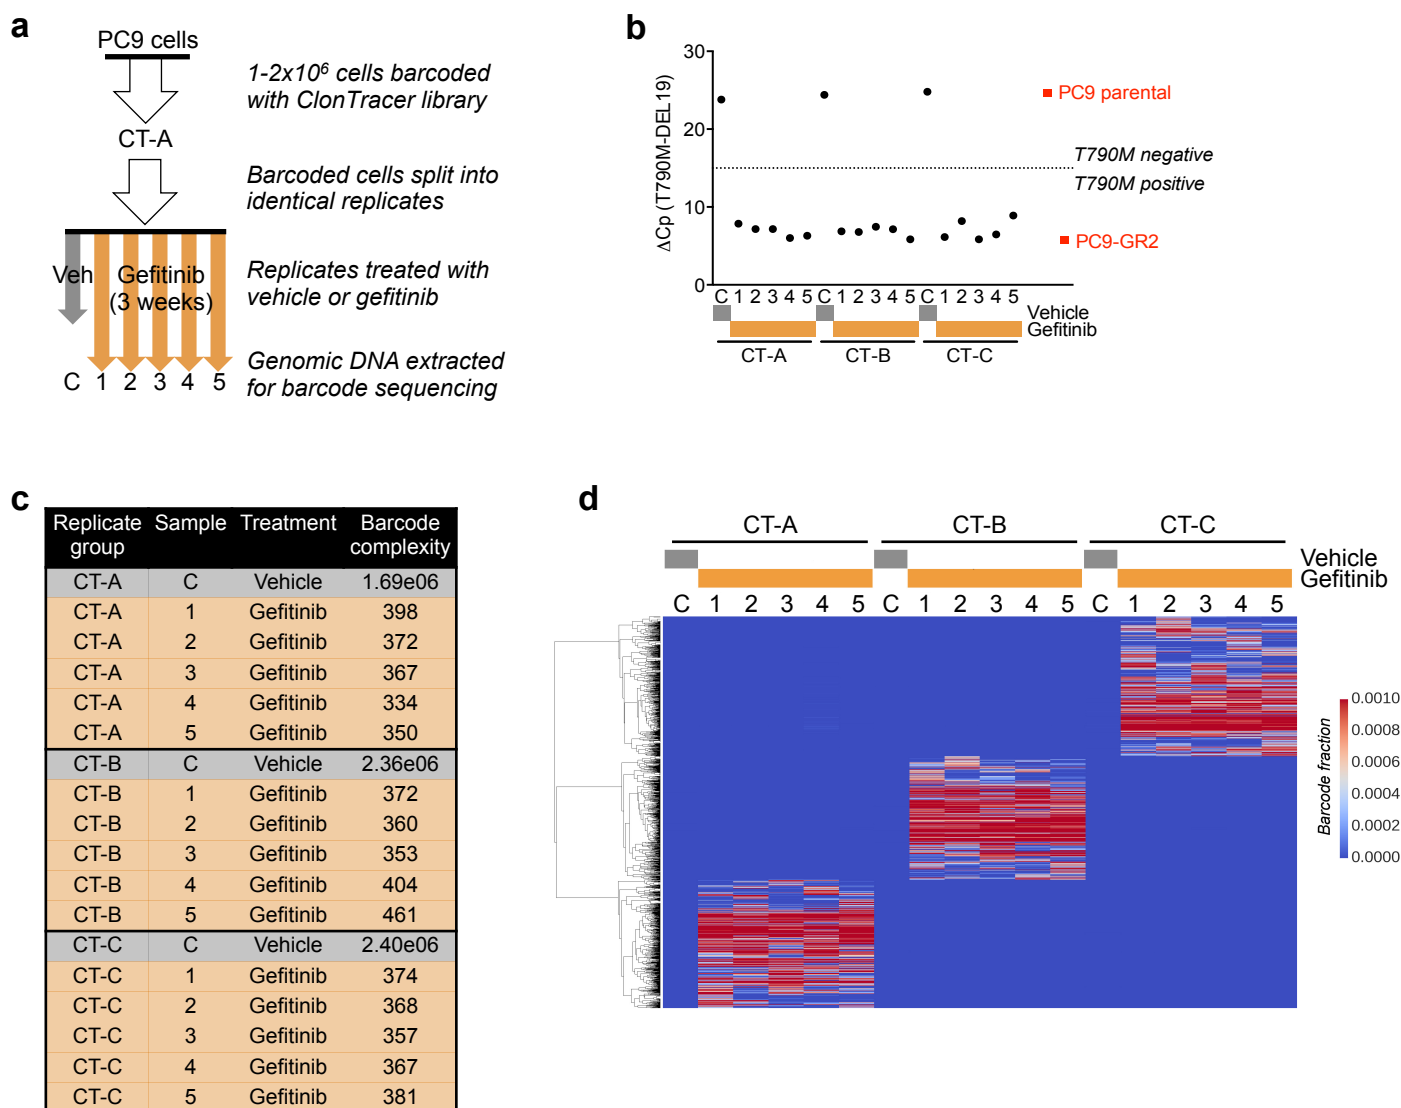 a
PC9 cells
1-2x10⁶ cells barcoded
with ClonTracer library
CT-A
Barcoded cells split into
identical replicates
Veh
Gefitinib
(3 weeks)
Replicates treated with
vehicle or gefitinib
Genomic DNA extracted
for barcode sequencing
C 1 2 3 4 5
b
ΔCp (T790M-DEL19)
30
20
10
0
PC9 parental
T790M negative
T790M positive
PC9-GR2
C 1 2 3 4 5 C 1 2 3 4 5 C 1 2 3 4 5
Vehicle
Gefitinib
CT-A CT-B CT-C
c
Replicate group Sample Treatment Barcode complexity
CT-A C Vehicle 1.69e06
CT-A 1 Gefitinib 398
CT-A 2 Gefitinib 372
CT-A 3 Gefitinib 367
CT-A 4 Gefitinib 334
CT-A 5 Gefitinib 350
CT-B C Vehicle 2.36e06
CT-B 1 Gefitinib 372
CT-B 2 Gefitinib 360
CT-B 3 Gefitinib 353
CT-B 4 Gefitinib 404
CT-B 5 Gefitinib 461
CT-C C Vehicle 2.40e06
CT-C 1 Gefitinib 374
CT-C 2 Gefitinib 368
CT-C 3 Gefitinib 357
CT-C 4 Gefitinib 367
CT-C 5 Gefitinib 381
d
CT-A CT-B CT-C
Vehicle
Gefitinib
C 1 2 3 4 5 C 1 2 3 4 5 C 1 2 3 4 5
Barcode fraction
0.0010
0.0008
0.0006
0.0004
0.0002
0.0000